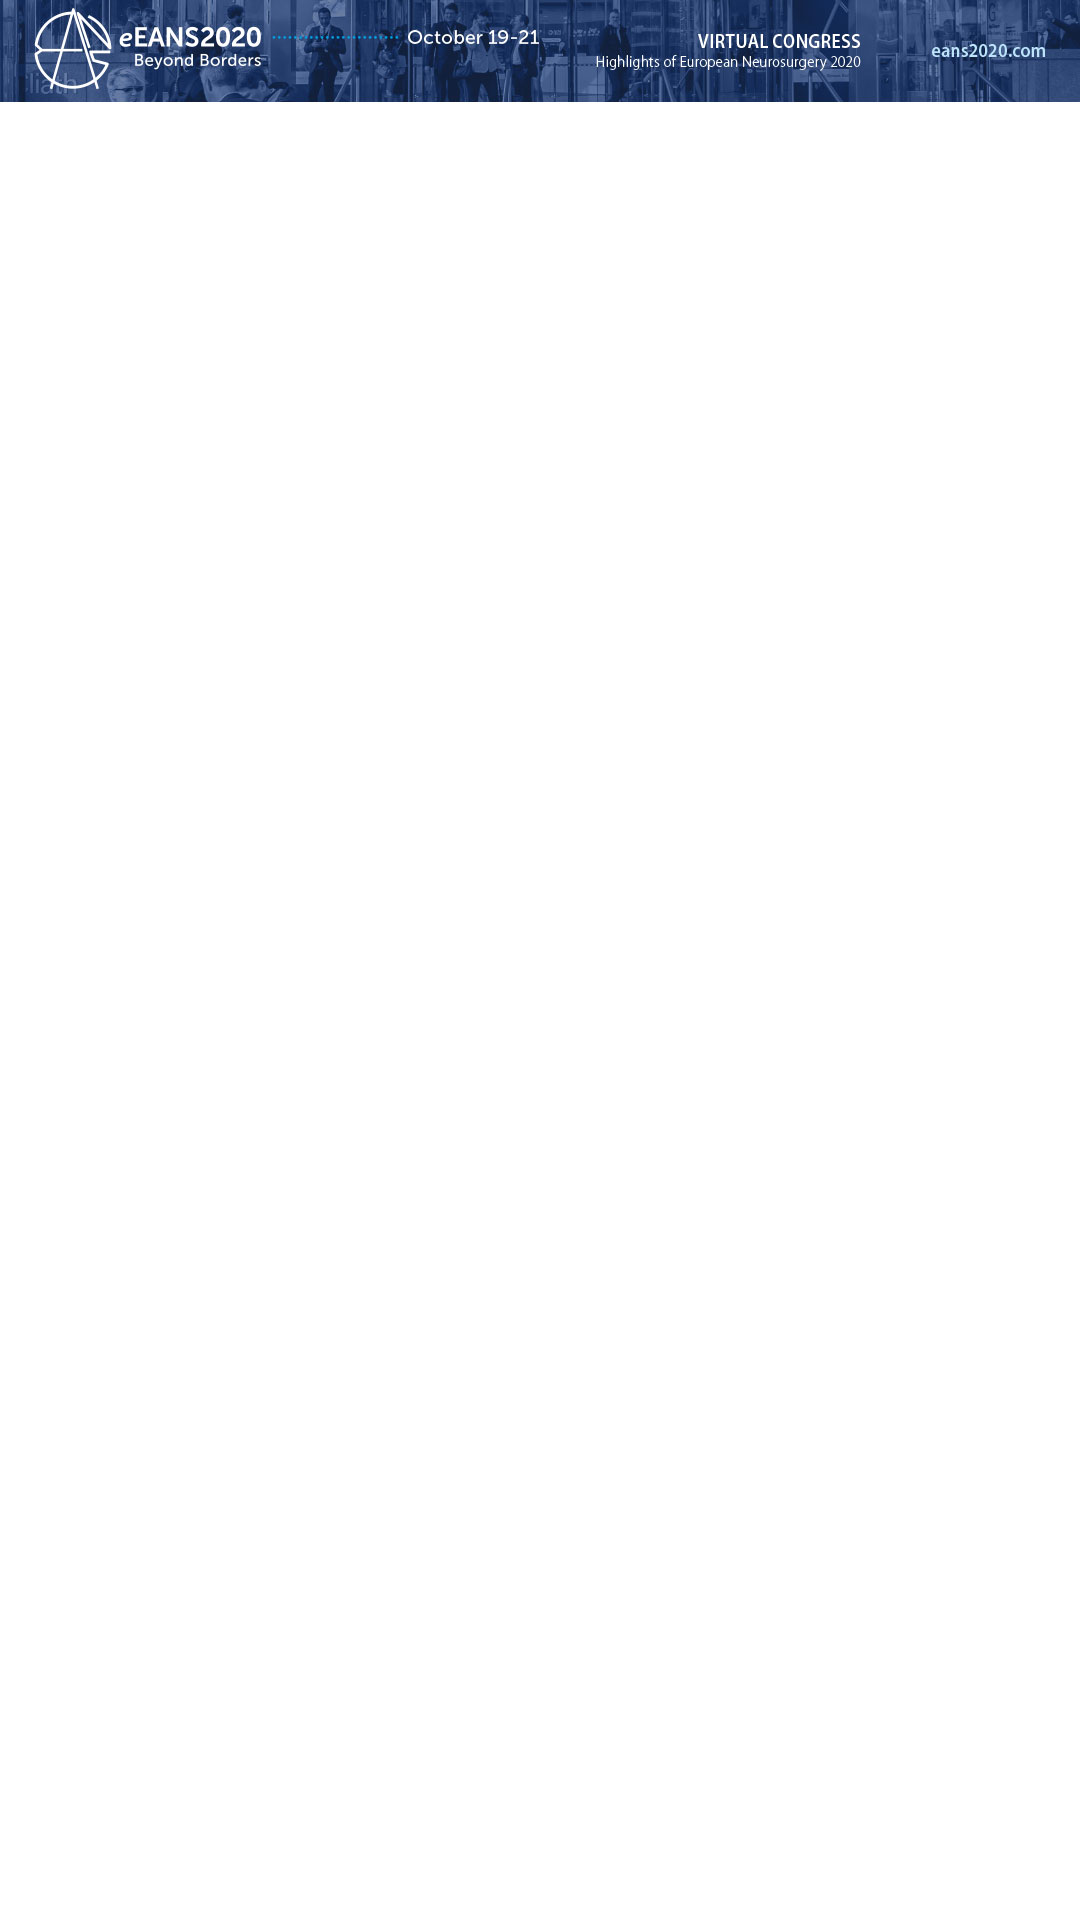 eEANS2020
Beyond Borders
October 19-21
VIRTUAL CONGRESS
Highlights of European Neurosurgery 2020
eans2020.com